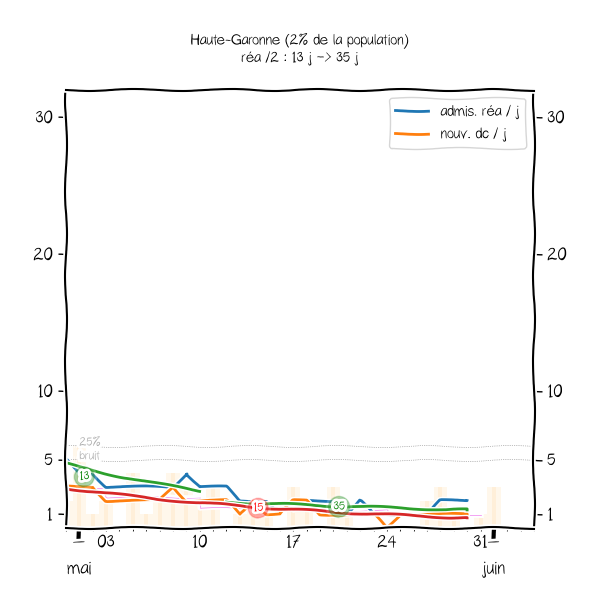 Haute-Garonne (2% de la population)
réa /2 : 13 j -> 35 j
admis. réa / j
nouv. dc / j
30 30
20 20
10 10
25%
5 bruit 5
13
15 35
1 1
03 10 17 24 31
mai juin